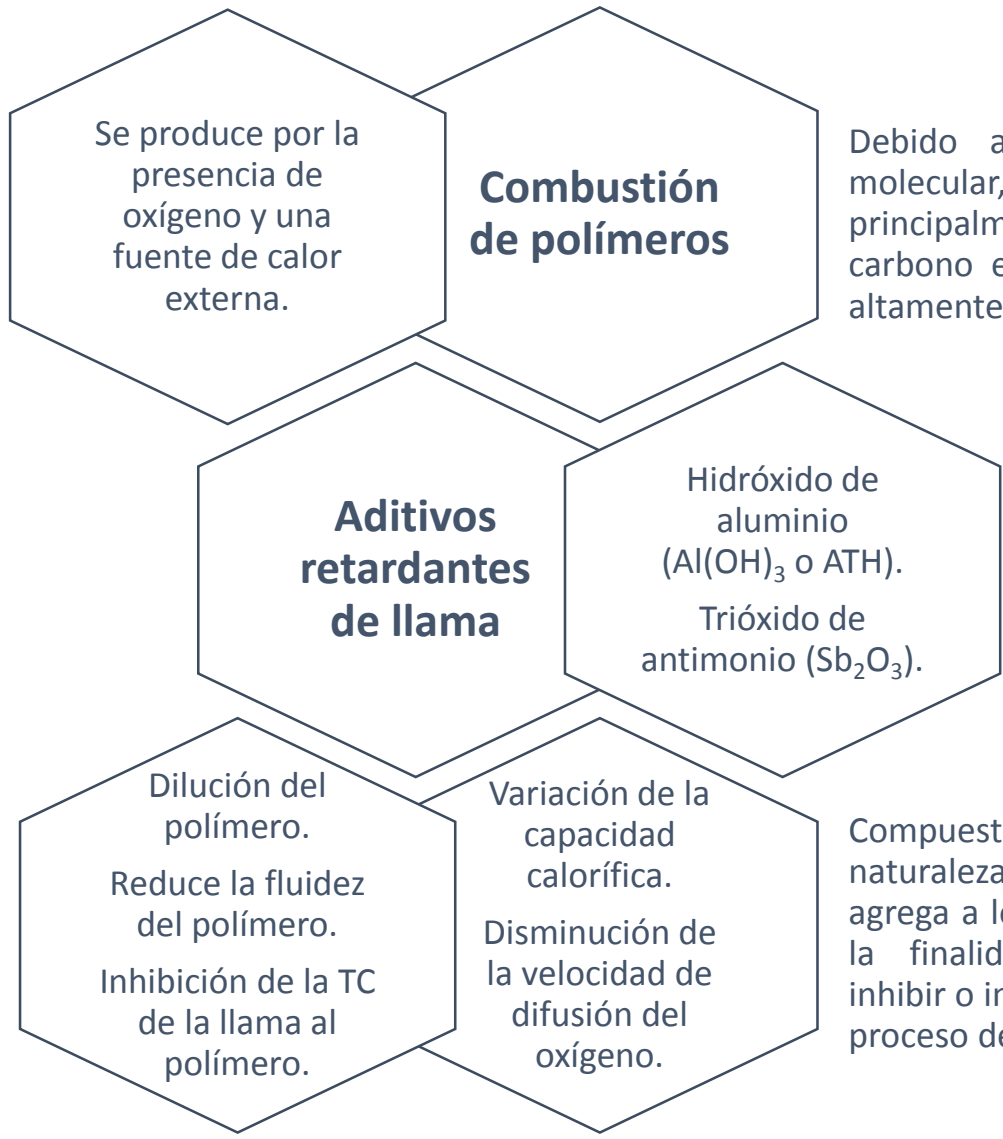 Se produce por la
presencia de
oxígeno y una
fuente de calor
externa.
Combustión
de polímeros
Debido a
molecular,
principalm
carbono e
altamente
Aditivos
retardantes
de llama
Hidróxido de
aluminio
(Al(OH)₃ o ATH).
Trióxido de
antimonio (Sb₂O₃).
Dilución del
polímero.
Reduce la fluidez
del polímero.
Inhibición de la TC
de la llama al
polímero.
Variación de la
capacidad
calorífica.
Disminución de
la velocidad de
difusión del
oxígeno.
Compuest
naturaleza
agrega a l
la finalid
inhibir o i
proceso de